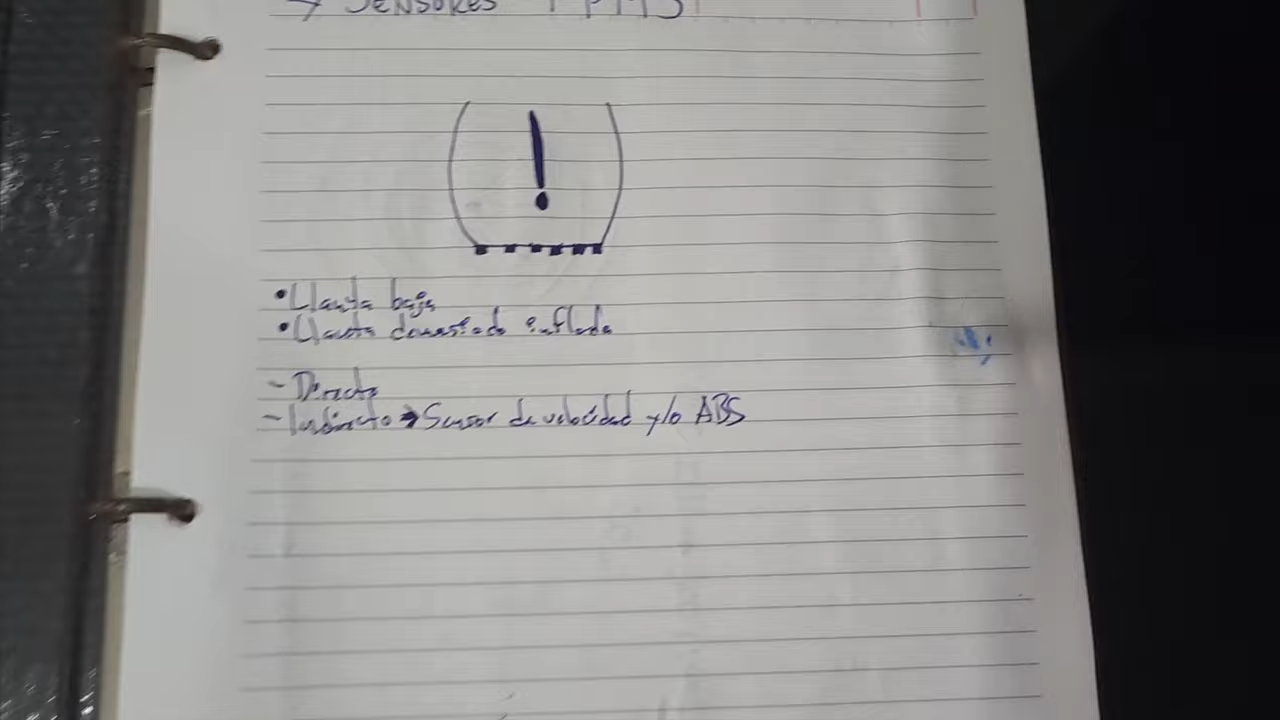 → SENSORES TPMS
!
• Llanta baja
• Llanta demasiado inflada
- Directo
- Indirecto → Sensor de velocidad y/o ABS